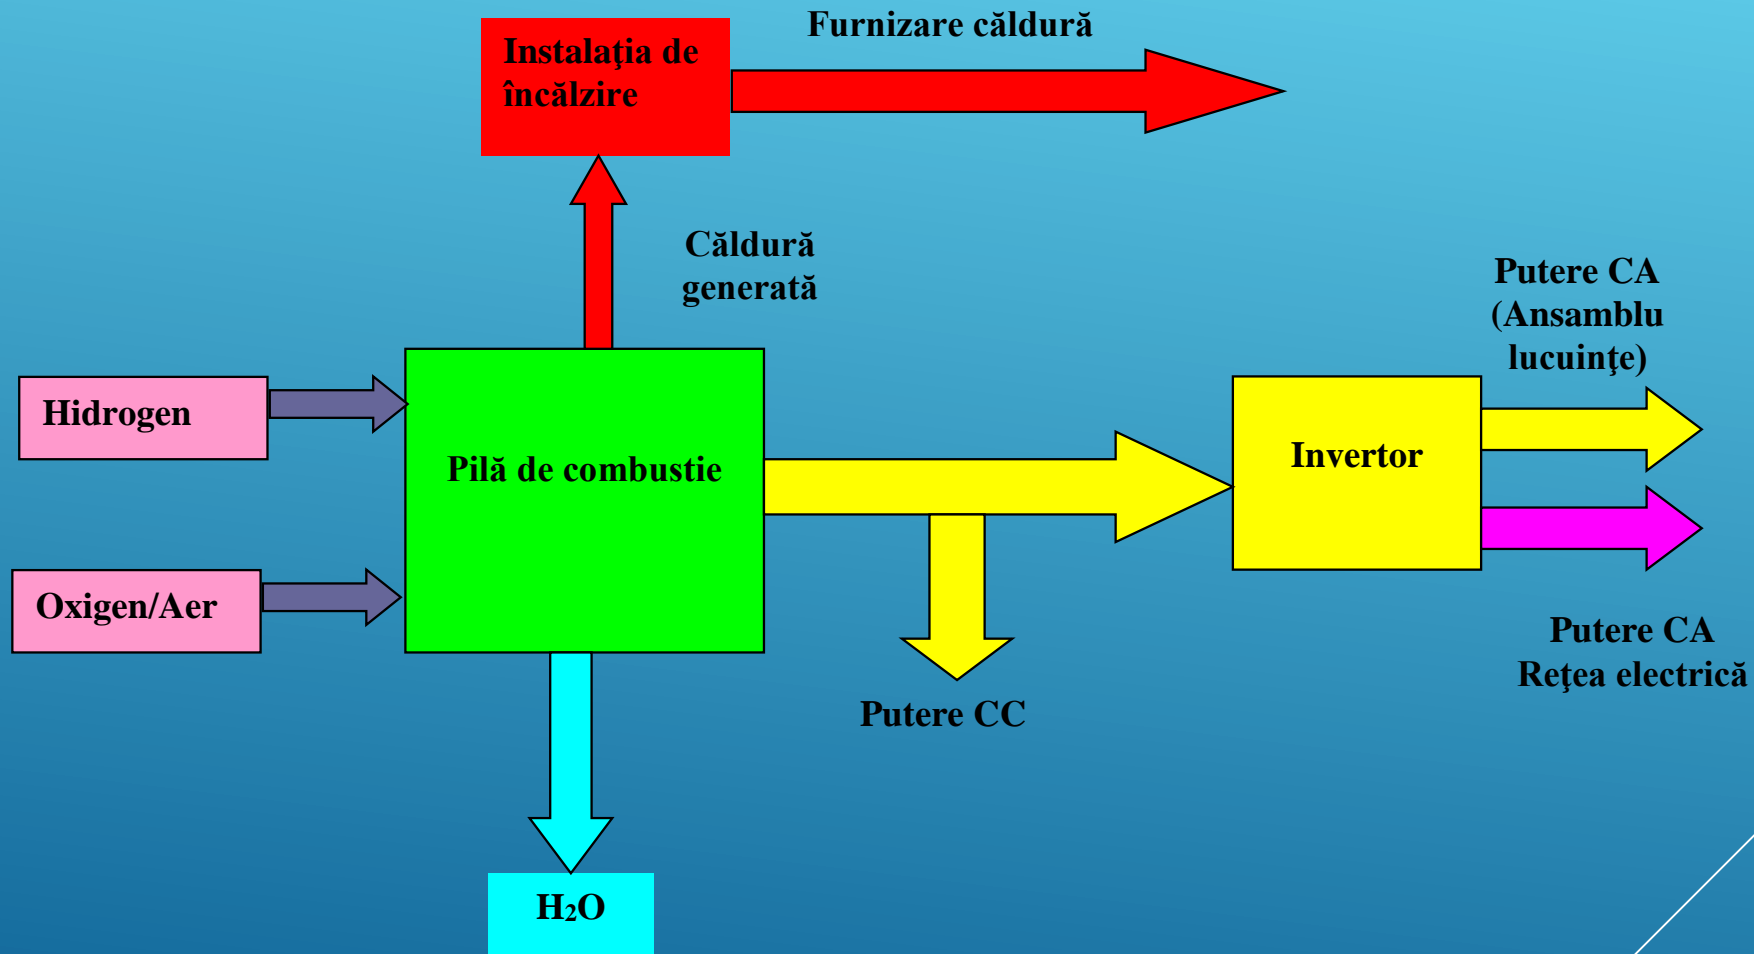 Furnizare căldură
Instalaţia de
încălzire
Căldură
generată
Putere CA
(Ansamblu
lucuinţe)
Hidrogen
Pilă de combustie
Invertor
Oxigen/Aer
Putere CA
Reţea electrică
Putere CC
H₂O